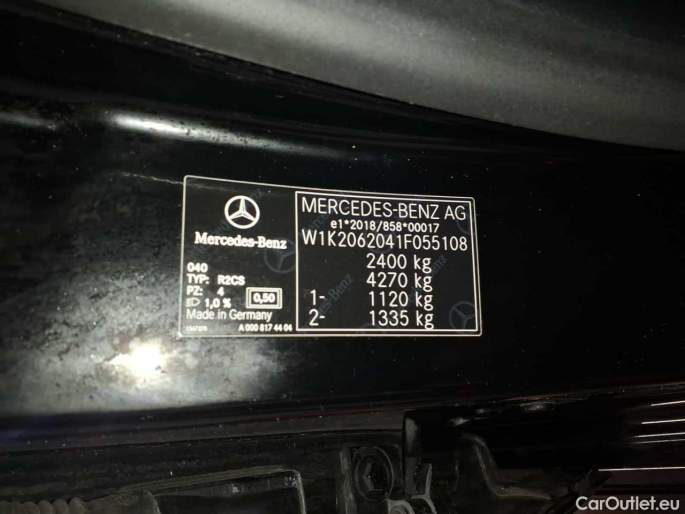 Mercedes-Benz
040
TYP: R2CS
PZ: 4
1,0 % 0,50
Made in Germany
A 000 817 44 04
MERCEDES-BENZ AG
e1*2018/858*00017
W1K2062041F055108
2400 kg
4270 kg
1- 1120 kg
2- 1335 kg
CarOutlet.eu